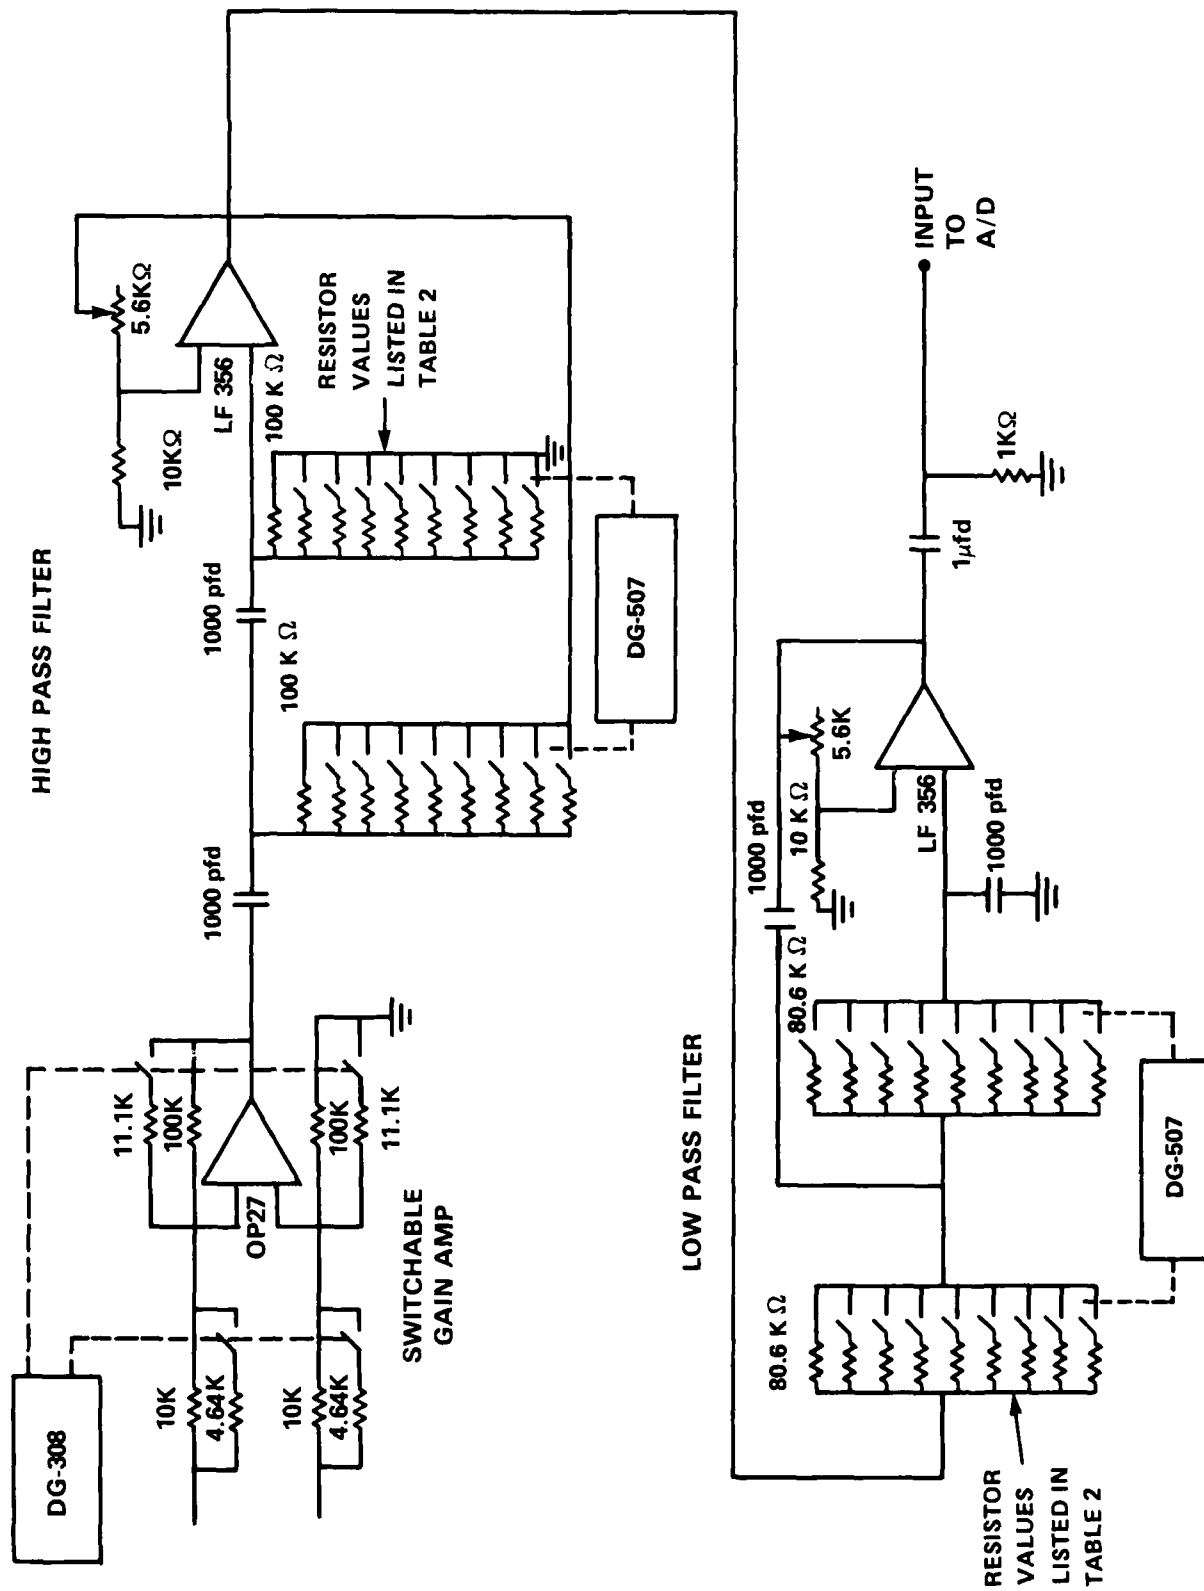 HIGH PASS FILTER
DG-308
10K
4.64K
10K
4.64K
11.1K
100K
OP27
100K
11.1K
SWITCHABLE
GAIN AMP
1000 pfd
1000 pfd
100 K Ω
10KΩ
5.6KΩ
LF 356
100 K Ω
RESISTOR
VALUES
LISTED IN
TABLE 2
DG-507
LOW PASS FILTER
80.6 K Ω
RESISTOR
VALUES
LISTED IN
TABLE 2
80.6 K Ω
DG-507
1000 pfd
10 K Ω
5.6K
LF 356
1000 pfd
1μfd
1KΩ
INPUT
TO
A/D